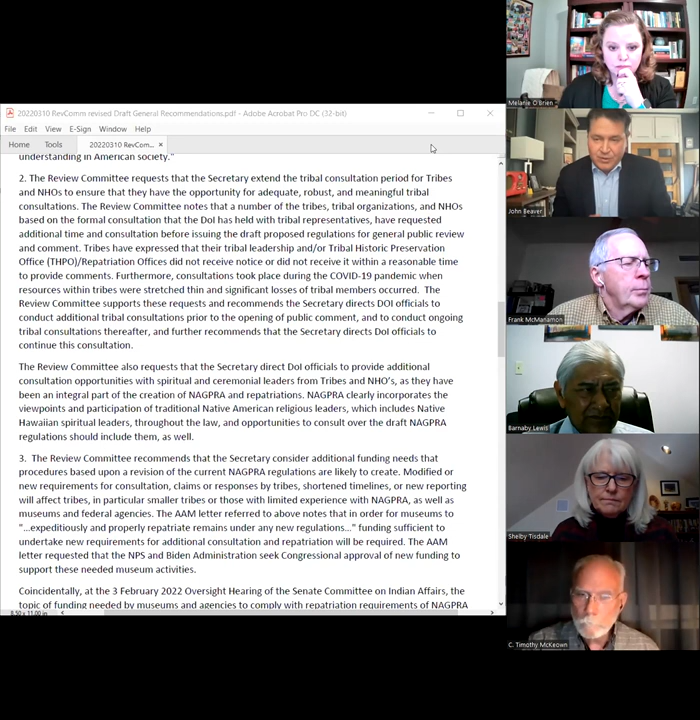 20220310 RevComm revised Draft General Recommendations.pdf - Adobe Acrobat Pro DC (32-bit)
File Edit View E-Sign Window Help
Home Tools 20220310 RevCom... ×
understanding in American society."
2. The Review Committee requests that the Secretary extend the tribal consultation period for Tribes
and NHOs to ensure that they have the opportunity for adequate, robust, and meaningful tribal
consultations. The Review Committee notes that a number of the tribes, tribal organizations, and NHOs
based on the formal consultation that the DoI has held with tribal representatives, have requested
additional time and consultation before issuing the draft proposed regulations for general public review
and comment. Tribes have expressed that their tribal leadership and/or Tribal Historic Preservation
Office (THPO)/Repatriation Offices did not receive notice or did not receive it within a reasonable time
to provide comments. Furthermore, consultations took place during the COVID-19 pandemic when
resources within tribes were stretched thin and significant losses of tribal members occurred. The
Review Committee supports these requests and recommends the Secretary directs DOI officials to
conduct additional tribal consultations prior to the opening of public comment, and to conduct ongoing
tribal consultations thereafter, and further recommends that the Secretary directs DoI officials to
continue this consultation.
The Review Committee also requests that the Secretary direct DoI officials to provide additional
consultation opportunities with spiritual and ceremonial leaders from Tribes and NHO's, as they have
been an integral part of the creation of NAGPRA and repatriations. NAGPRA clearly incorporates the
viewpoints and participation of traditional Native American religious leaders, which includes Native
Hawaiian spiritual leaders, throughout the law, and opportunities to consult over the draft NAGPRA
regulations should include them, as well.
3. The Review Committee recommends that the Secretary consider additional funding needs that
procedures based upon a revision of the current NAGPRA regulations are likely to create. Modified or
new requirements for consultation, claims or responses by tribes, shortened timelines, or new reporting
will affect tribes, in particular smaller tribes or those with limited experience with NAGPRA, as well as
museums and federal agencies. The AAM letter referred to above notes that in order for museums to
"...expeditiously and properly repatriate remains under any new regulations..." funding sufficient to
undertake new requirements for additional consultation and repatriation will be required. The AAM
letter requested that the NPS and Biden Administration seek Congressional approval of new funding to
support these needed museum activities.
Coincidentally, at the 3 February 2022 Oversight Hearing of the Senate Committee on Indian Affairs, the
topic of funding needed by museums and agencies to comply with repatriation requirements of NAGPRA
8.50 x 11.00 in
Melanie O'Brien
John Beaver
Frank McManamon
Barnaby Lewis
Shelby Tisdale
C. Timothy McKeown